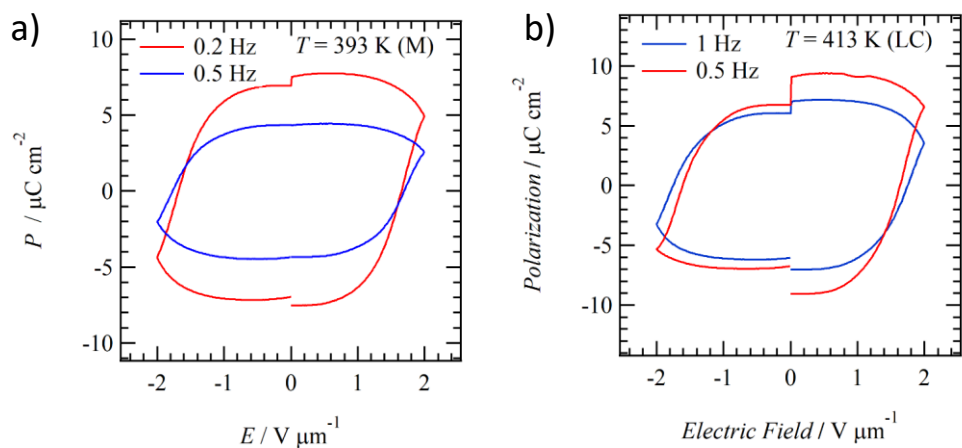 a)
0.2 Hz
0.5 Hz
T = 393 K (M)
10
5
0
-5
-10
P / μC cm-2
-2 -1 0 1 2
E / V μm-1
b)
1 Hz
0.5 Hz
T = 413 K (LC)
10
5
0
-5
-10
Polarization / μC cm-2
-2 -1 0 1 2
Electric Field / V μm-1